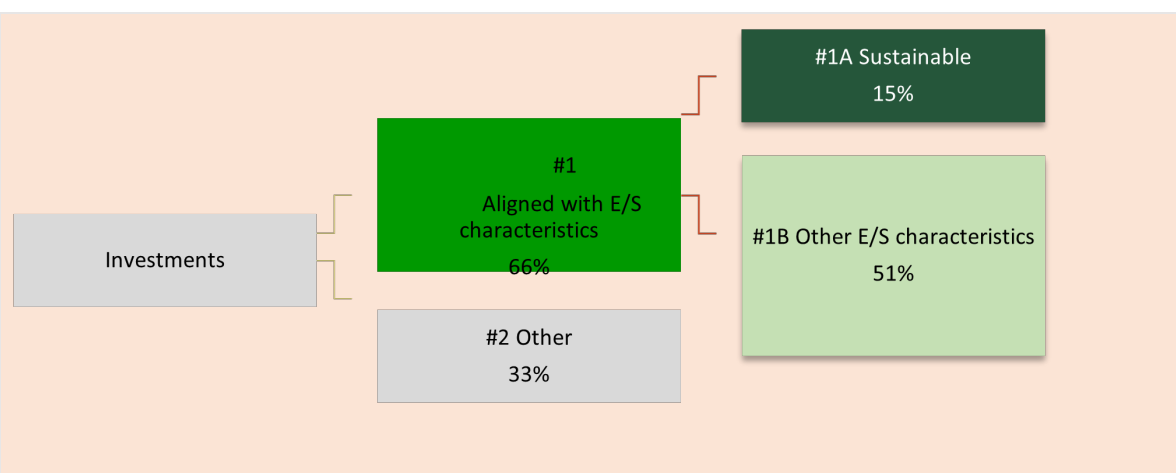 #1A Sustainable
15%
#1
Aligned with E/S
characteristics
66%
Investments
#1B Other E/S characteristics
51%
#2 Other
33%